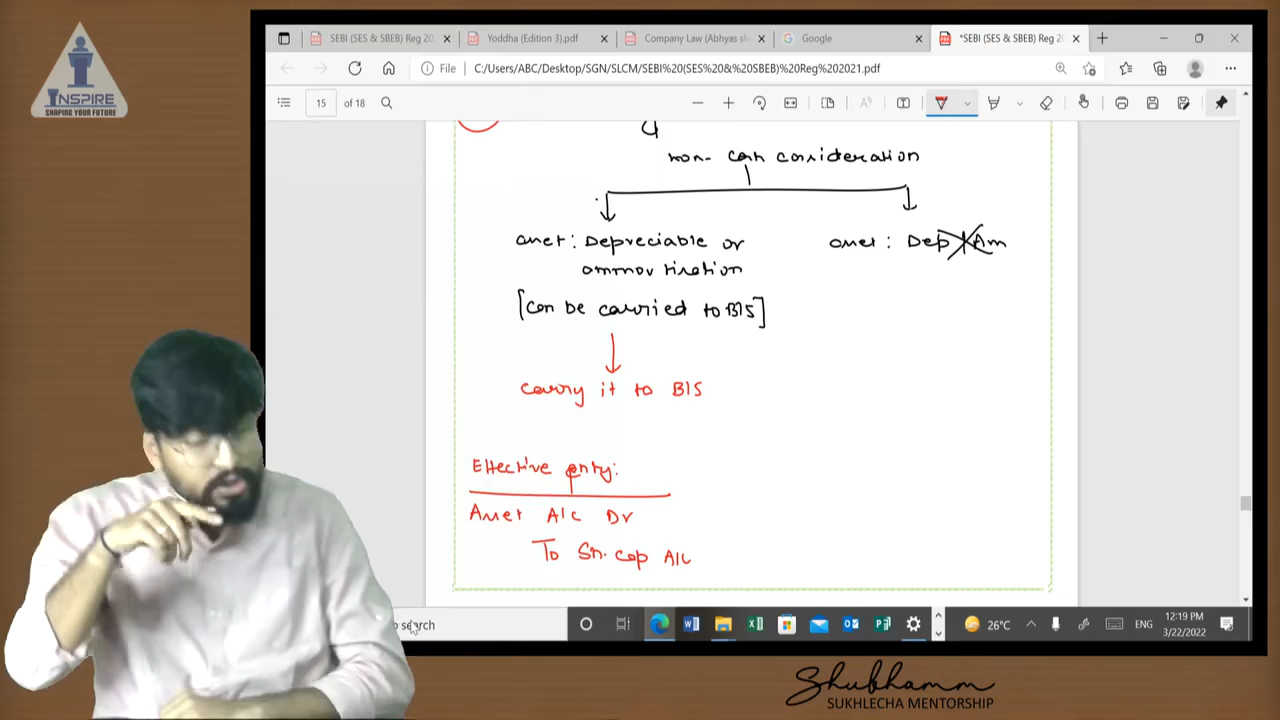 INSPIRE
SHAPING YOUR FUTURE
SEBI (SES & SBEB) Reg 20
Yoddha (Edition 3).pdf
Company Law (Abhyas sh
Google
*SEBI (SES & SBEB) Reg 2
File
C:/Users/ABC/Desktop/SGN/SLCM/SEBI%20(SES%20&%20SBEB)%20Reg%202021.pdf
15 of 18
non-cash consideration
asset: Depreciable or
ammortisation
asset: Dep/Am
[Can be carried to B/S]
Carry it to B/S
Effective entry:
Asset A/c Dr
To Sh. cap A/c
o search
26°C
ENG
12:19 PM
3/22/2022
Shubhamm
SUKHLECHA MENTORSHIP